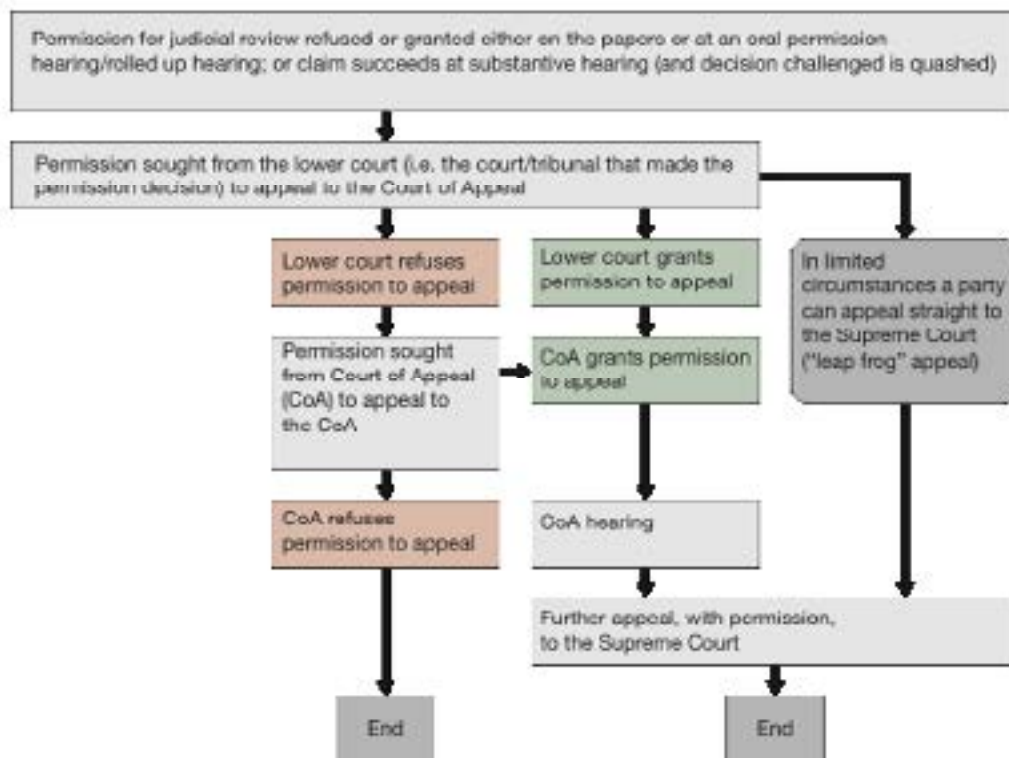 Permission for judicial review refused or granted either on the papers or at an oral permission
hearing/rolled up hearing; or claim succeeds at substantive hearing (and decision challenged is quashed)
Permission sought from the lower court (i.e. the court/tribunal that made the
permission decision) to appeal to the Court of Appeal
Lower court refuses
permission to appeal
Lower court grants
permission to appeal
In limited
circumstances a party
can appeal straight to
the Supreme Court
("leap frog" appeal)
Permission sought
from Court of Appeal
(CoA) to appeal to
the CoA
CoA grants permission
to appeal
CoA refuses
permission to appeal
CoA hearing
Further appeal, with permission,
to the Supreme Court
End
End